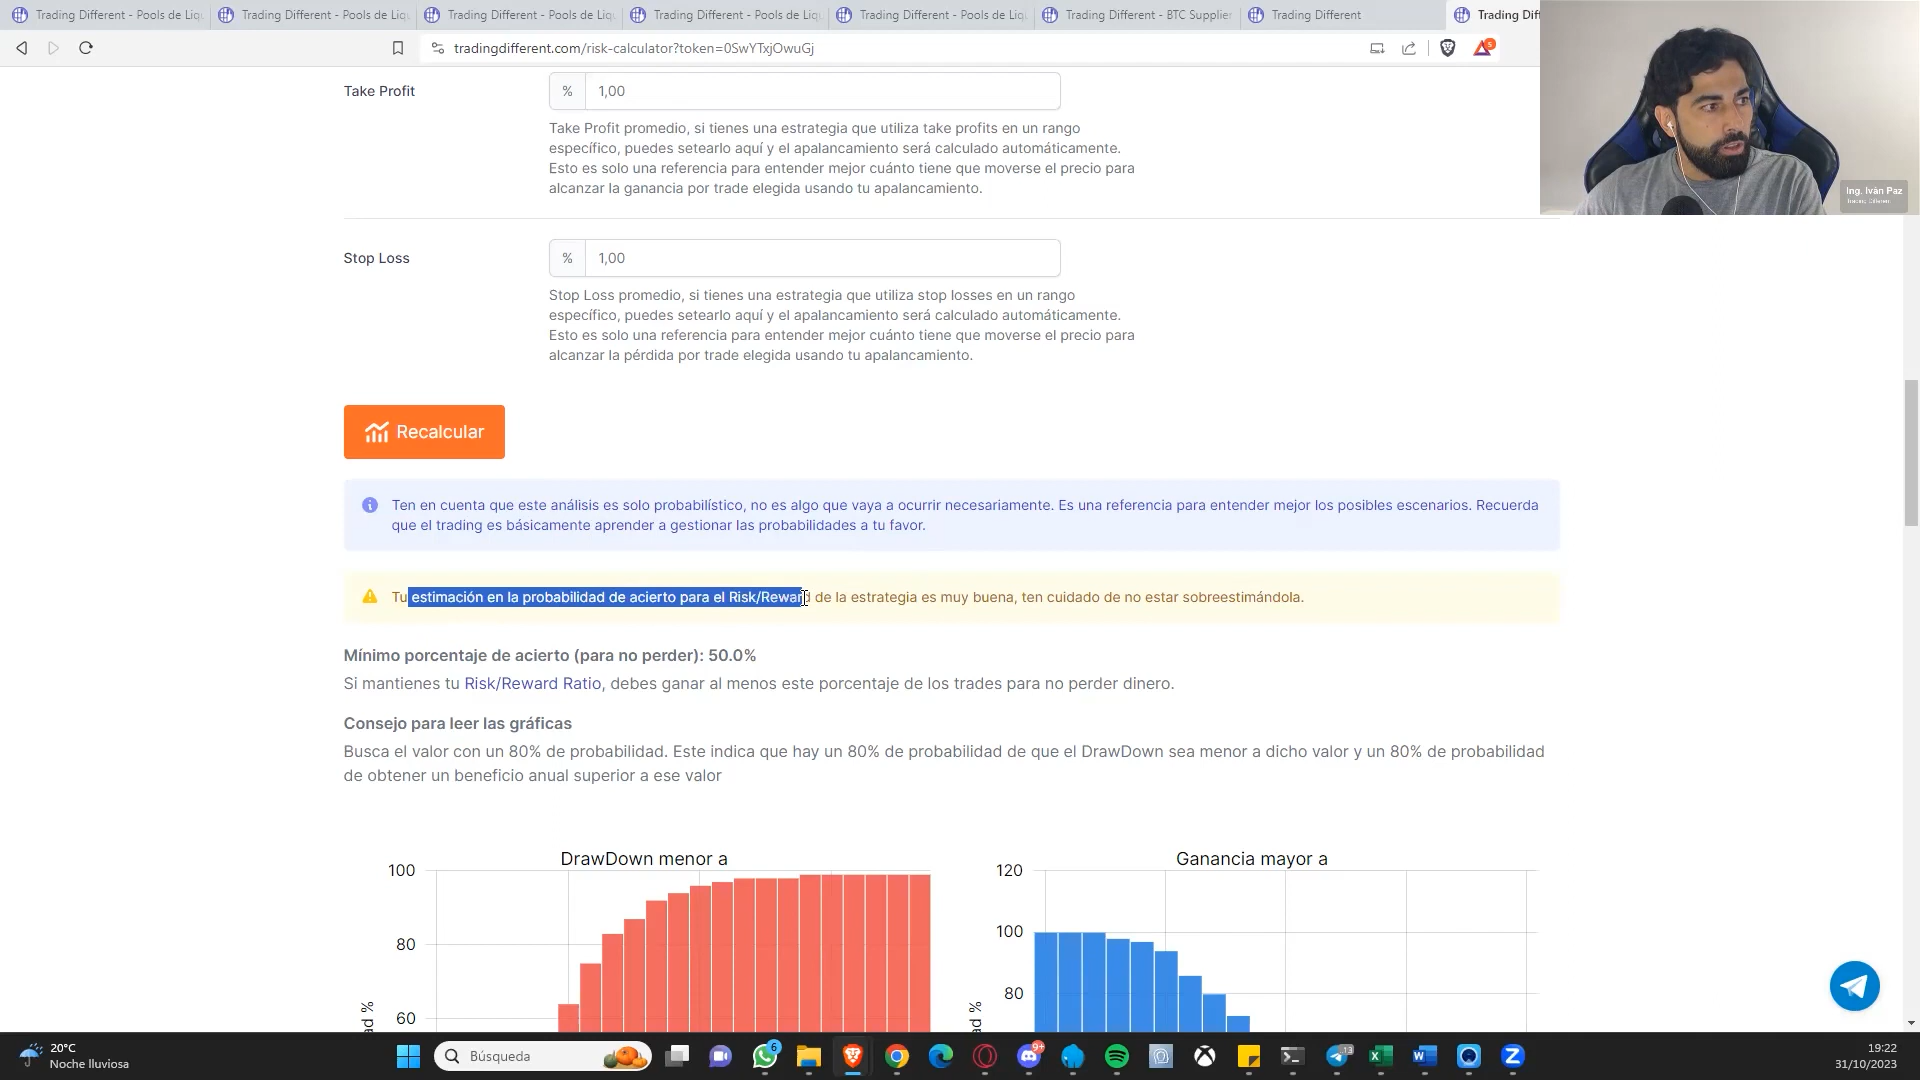 Trading Different - Pools de Liqu
Trading Different - Pools de Liqu
Trading Different - Pools de Liqu
Trading Different - Pools de Liqu
Trading Different - Pools de Liqu
Trading Different - BTC Supplier
Trading Different
Trading Diff
tradingdifferent.com/risk-calculator?token=0SwYTxjOwuGj
5
Ing. Iván Paz
Trading Different
Take Profit
%
1,00
Take Profit promedio, si tienes una estrategia que utiliza take profits en un rango
específico, puedes setearlo aquí y el apalancamiento será calculado automáticamente.
Esto es solo una referencia para entender mejor cuánto tiene que moverse el precio para
alcanzar la ganancia por trade elegida usando tu apalancamiento.
Stop Loss
%
1,00
Stop Loss promedio, si tienes una estrategia que utiliza stop losses en un rango
específico, puedes setearlo aquí y el apalancamiento será calculado automáticamente.
Esto es solo una referencia para entender mejor cuánto tiene que moverse el precio para
alcanzar la pérdida por trade elegida usando tu apalancamiento.
Recalcular
Ten en cuenta que este análisis es solo probabilístico, no es algo que vaya a ocurrir necesariamente. Es una referencia para entender mejor los posibles escenarios. Recuerda
que el trading es básicamente aprender a gestionar las probabilidades a tu favor.
Tu estimación en la probabilidad de acierto para el Risk/Reward de la estrategia es muy buena, ten cuidado de no estar sobreestimándola.
Mínimo porcentaje de acierto (para no perder): 50.0%
Si mantienes tu Risk/Reward Ratio, debes ganar al menos este porcentaje de los trades para no perder dinero.
Consejo para leer las gráficas
Busca el valor con un 80% de probabilidad. Este indica que hay un 80% de probabilidad de que el DrawDown sea menor a dicho valor y un 80% de probabilidad
de obtener un beneficio anual superior a ese valor
DrawDown menor a
100
80
60
ad %
Ganancia mayor a
120
100
80
ad %
20°C
Noche lluviosa
Búsqueda
6
9+
13
19:22
31/10/2023